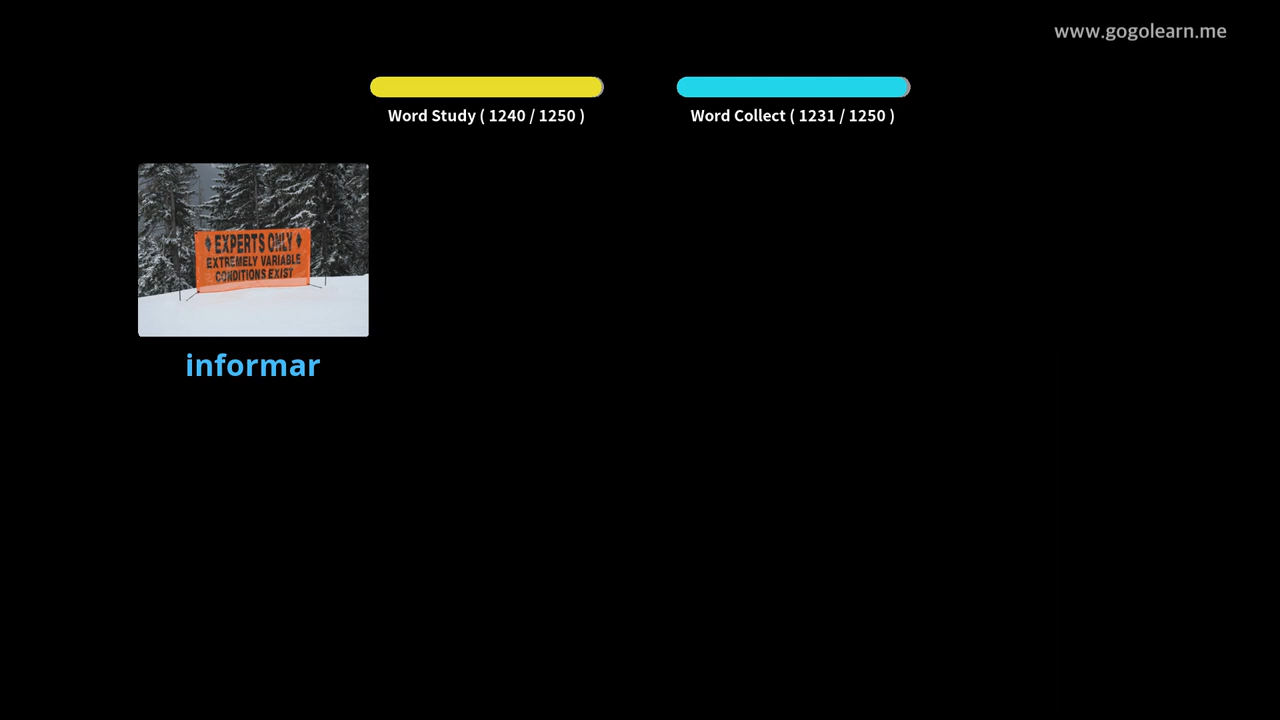 www.gogolearn.me
Word Study ( 1240 / 1250 )
Word Collect ( 1231 / 1250 )
EXPERTS ONLY
EXTREMELY VARIABLE
CONDITIONS EXIST
informar